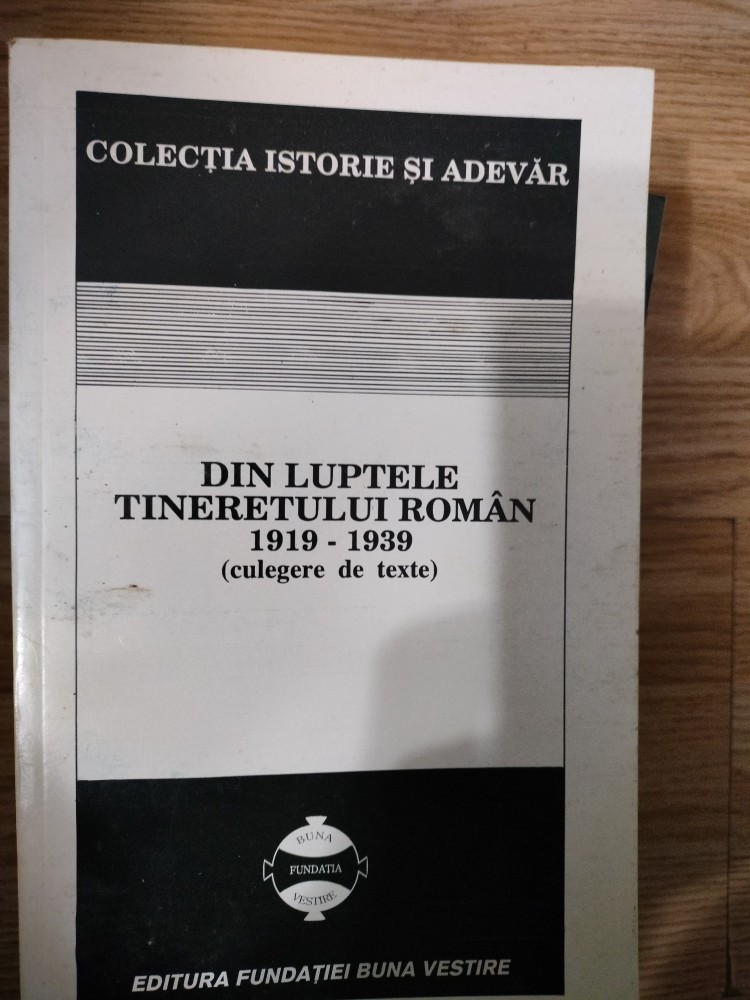 COLECȚIA ISTORIE ȘI ADEVĂR
DIN LUPTELE
TINERETULUI ROMÂN
1919 - 1939
(culegere de texte)
BUNA
FUNDATIA
VESTIRE
EDITURA FUNDAȚIEI BUNA VESTIRE